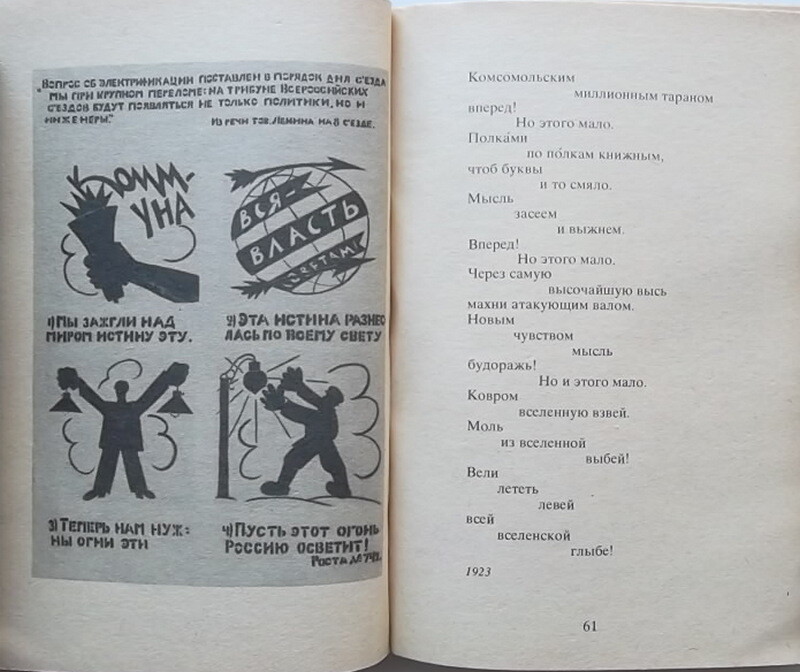 Вопрос об электрификации поставлен в порядок дня съезда
"Мы при крупном переломе: на трибуне Всероссийских
съездов будут появляться не только политики, но и
инженеры."
Из речи тов. Ленина на 8 съезде.
Комм-
уна
Вся-
власть
советам!
1) Мы зажгли над
миром истину эту.
2) Эта истина разнес
лась по всему свету
3) Теперь нам нуж-
ны огни эти
4) Пусть этот огонь
Россию осветит!
Роста
Комсомольским
миллионным тараном
вперед!
Но этого мало.
Полка́ми
по по́лкам книжным,
чтоб буквы
и то смяло.
Мысль
засеем
и выжнем.
Вперед!
Но этого мало.
Через самую
высочайшую высь
махни атакующим валом.
Новым
чувством
мысль
будоражь!
Но и этого мало.
Ковром
вселенную взвей.
Моль
из вселенной
выбей!
Вели
лететь
левей
всей
вселенской
глыбе!
1923
61